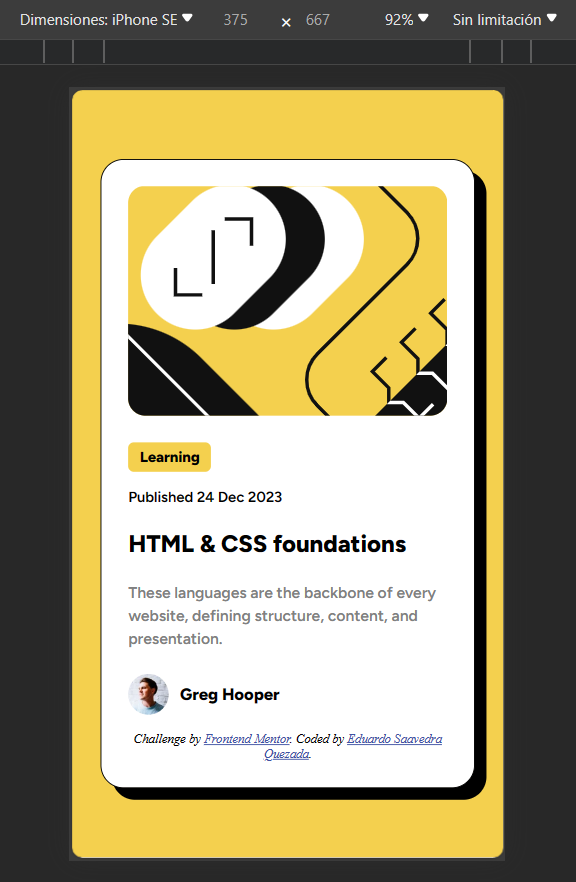 Dimensiones: iPhone SE 375 × 667 92% Sin limitación
Learning
Published 24 Dec 2023
HTML & CSS foundations
These languages are the backbone of every
website, defining structure, content, and
presentation.
Greg Hooper
Challenge by Frontend Mentor. Coded by Eduardo Saavedra
Quezada.